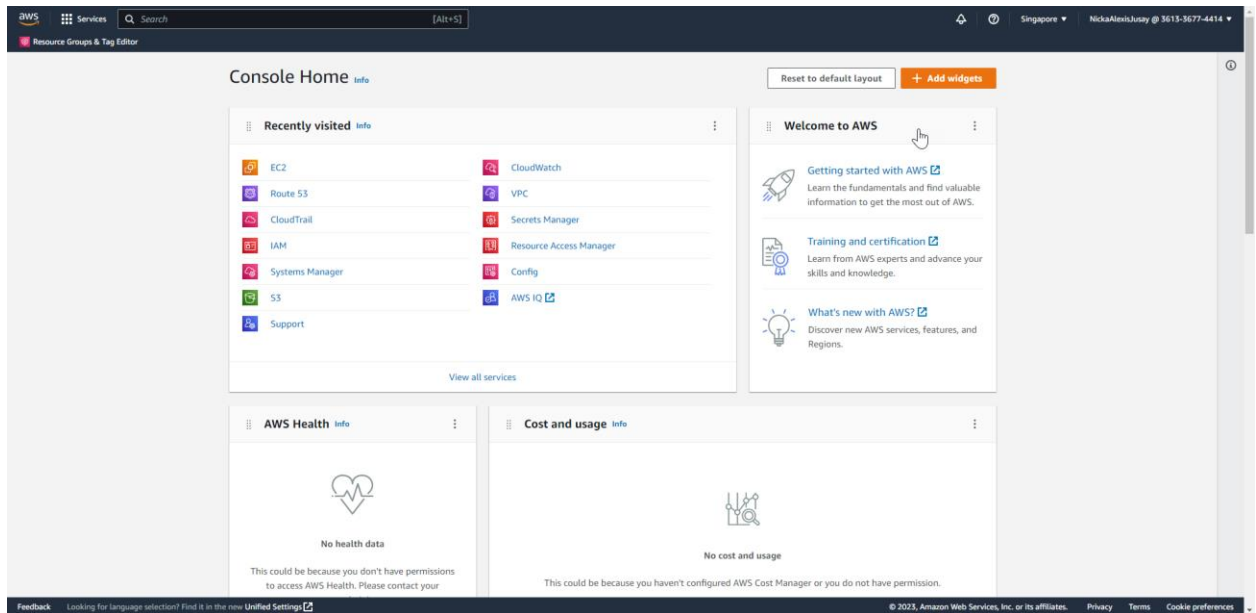 aws
Services
Search
[Alt+S]
Singapore ▼
NickaAlexisJusay @ 3613-3677-4414 ▼
Resource Groups & Tag Editor
Console Home Info
Reset to default layout
+ Add widgets
Recently visited Info
EC2
Route 53
CloudTrail
IAM
Systems Manager
S3
Support
CloudWatch
VPC
Secrets Manager
Resource Access Manager
Config
AWS IQ
View all services
Welcome to AWS
Getting started with AWS
Learn the fundamentals and find valuable
information to get the most out of AWS.
Training and certification
Learn from AWS experts and advance your
skills and knowledge.
What's new with AWS?
Discover new AWS services, features, and
Regions.
AWS Health Info
No health data
This could be because you don't have permissions
to access AWS Health. Please contact your
Cost and usage Info
No cost and usage
This could be because you haven't configured AWS Cost Manager or you do not have permission.
Feedback
Looking for language selection? Find it in the new Unified Settings
© 2023, Amazon Web Services, Inc. or its affiliates.
Privacy
Terms
Cookie preferences